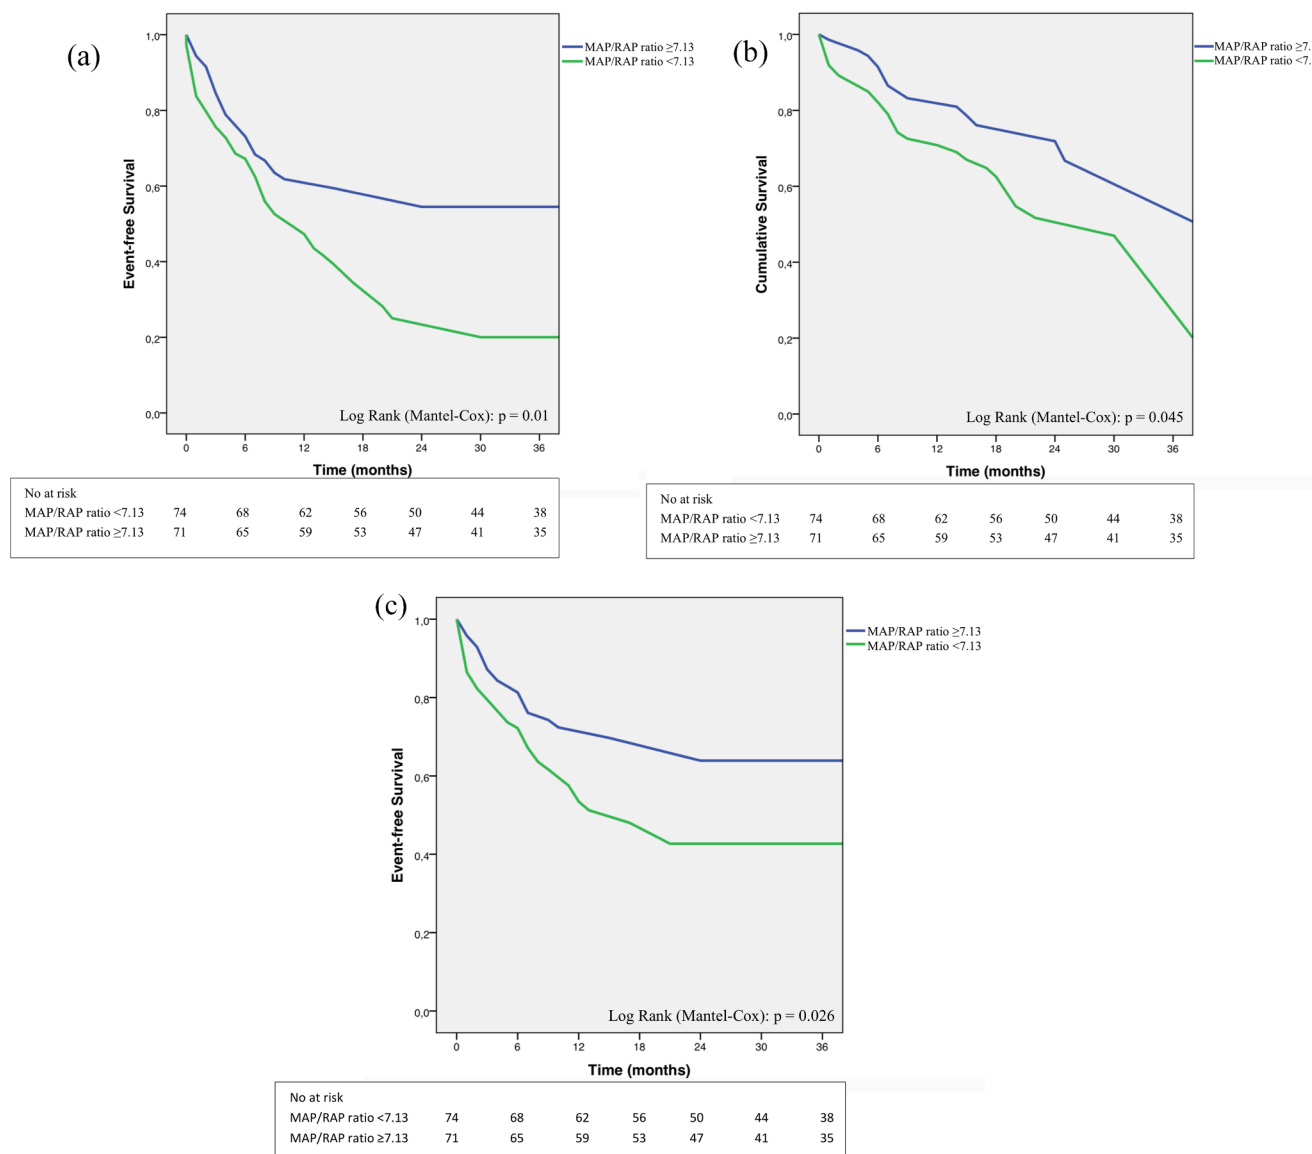 (a)
MAP/RAP ratio ≥7.13
MAP/RAP ratio <7.13
Event-free Survival
1,0
0,8
0,6
0,4
0,2
0,0
Log Rank (Mantel-Cox): p = 0.01
0 6 12 18 24 30 36
Time (months)
No at risk
MAP/RAP ratio <7.13 74 68 62 56 50 44 38
MAP/RAP ratio ≥7.13 71 65 59 53 47 41 35
(b)
MAP/RAP ratio ≥7.
MAP/RAP ratio <7.
Cumulative Survival
1,0
0,8
0,6
0,4
0,2
0,0
Log Rank (Mantel-Cox): p = 0.045
0 6 12 18 24 30 36
Time (months)
No at risk
MAP/RAP ratio <7.13 74 68 62 56 50 44 38
MAP/RAP ratio ≥7.13 71 65 59 53 47 41 35
(c)
MAP/RAP ratio ≥7.13
MAP/RAP ratio <7.13
Event-free Survival
1,0
0,8
0,6
0,4
0,2
0,0
Log Rank (Mantel-Cox): p = 0.026
0 6 12 18 24 30 36
Time (months)
No at risk
MAP/RAP ratio <7.13 74 68 62 56 50 44 38
MAP/RAP ratio ≥7.13 71 65 59 53 47 41 35